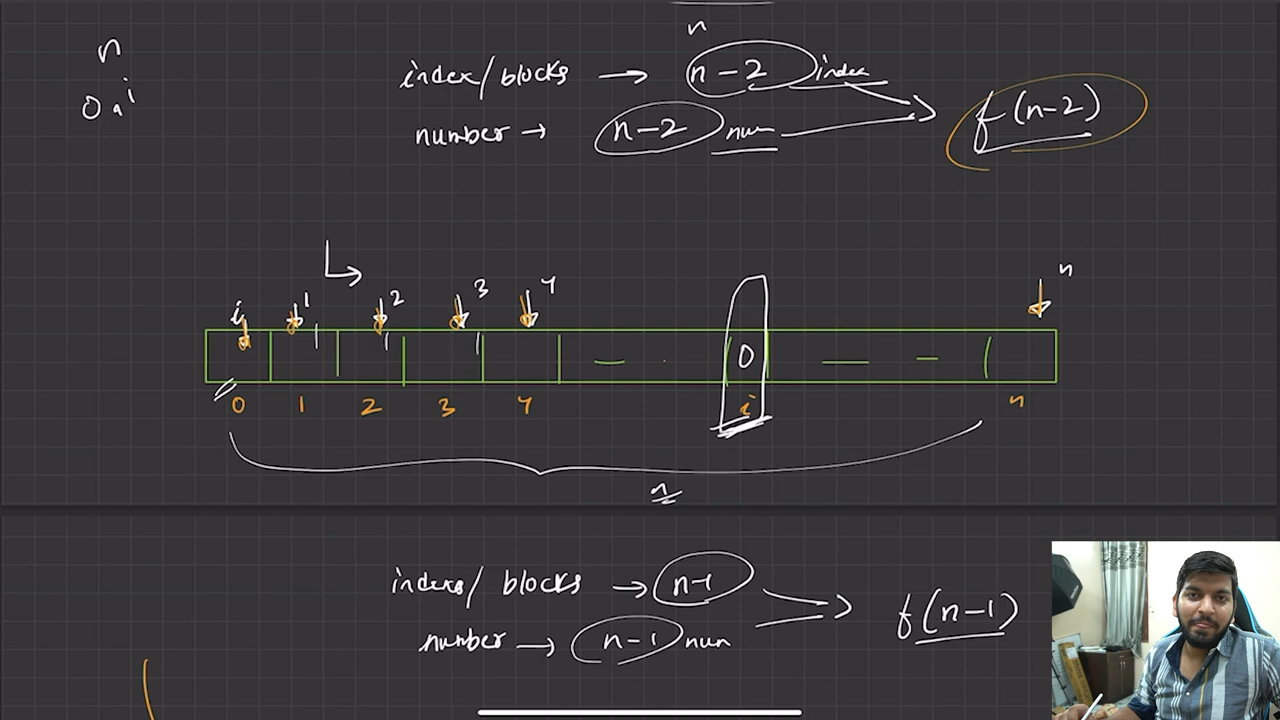 n
n
index/blocks → n-2 index
0, i
number → n-2 num
f(n-2)
i 1 2 3 4 n
0
0 1 2 3 4 i n
n
indexs/ blocks → n-1
number → n-1 num
f(n-1)